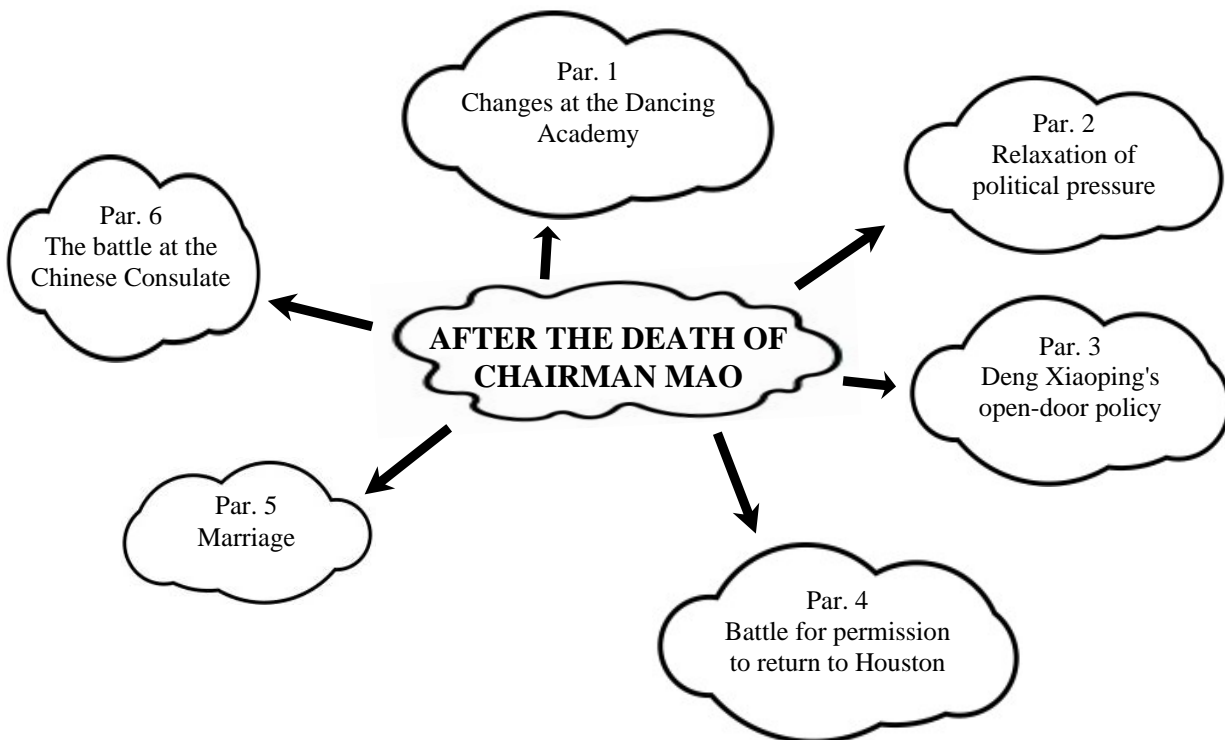 Par. 1
Changes at the Dancing
Academy
Par. 2
Relaxation of
political pressure
Par. 6
The battle at the
Chinese Consulate
AFTER THE DEATH OF
CHAIRMAN MAO
Par. 3
Deng Xiaoping's
open-door policy
Par. 5
Marriage
Par. 4
Battle for permission
to return to Houston